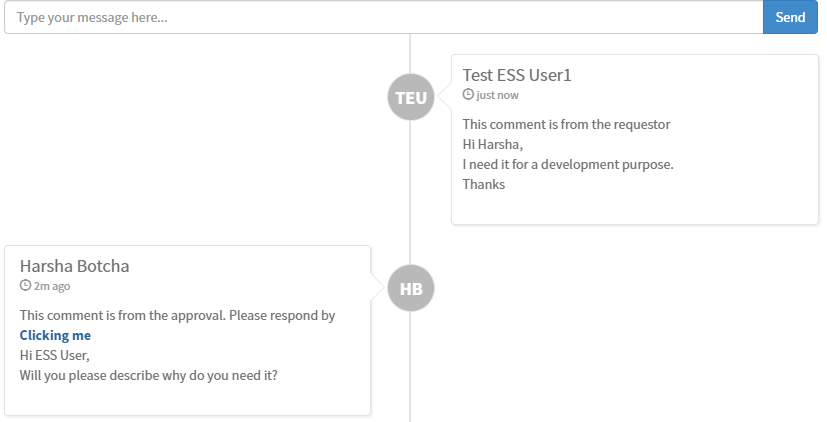 Type your message here...
Send
TEU
Test ESS User1
just now
This comment is from the requestor
Hi Harsha,
I need it for a development purpose.
Thanks
Harsha Botcha
2m ago
HB
This comment is from the approval. Please respond by
Clicking me
Hi ESS User,
Will you please describe why do you need it?